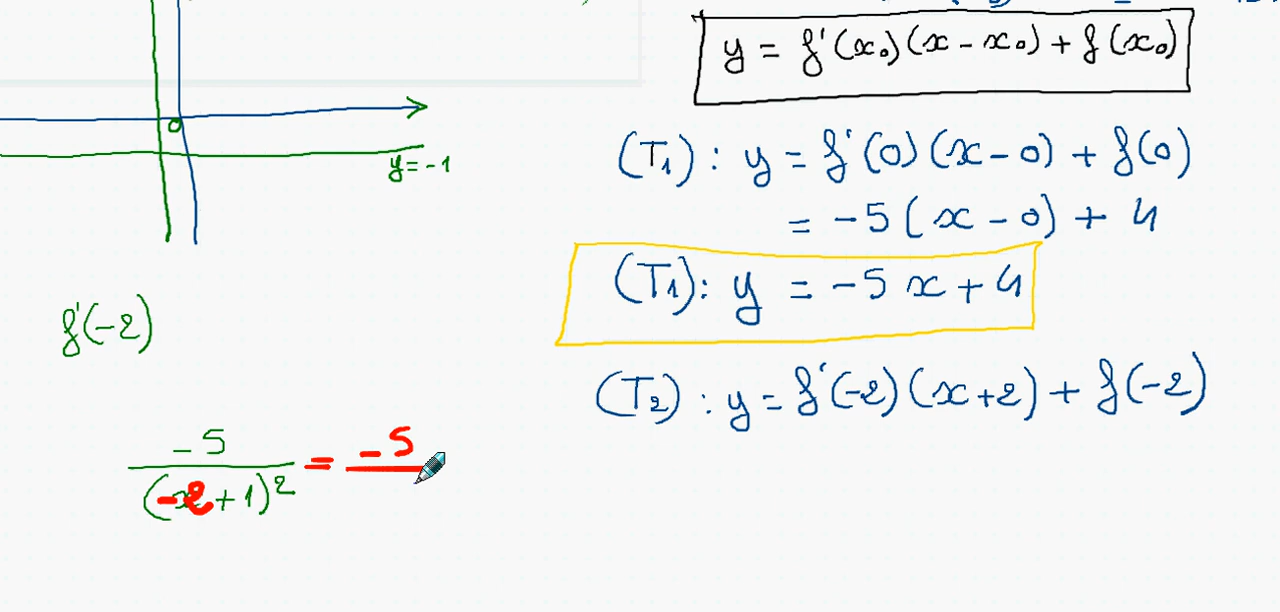 y = f'(x₀)(x - x₀) + f(x₀)
0
y = -1
(T₁) : y = f'(0)(x - 0) + f(0)
= -5(x - 0) + 4
(T₁) : y = -5x + 4
f'(-2)
(T₂) : y = f'(-2)(x+2) + f(-2)
-5 = -5
(-2+1)²